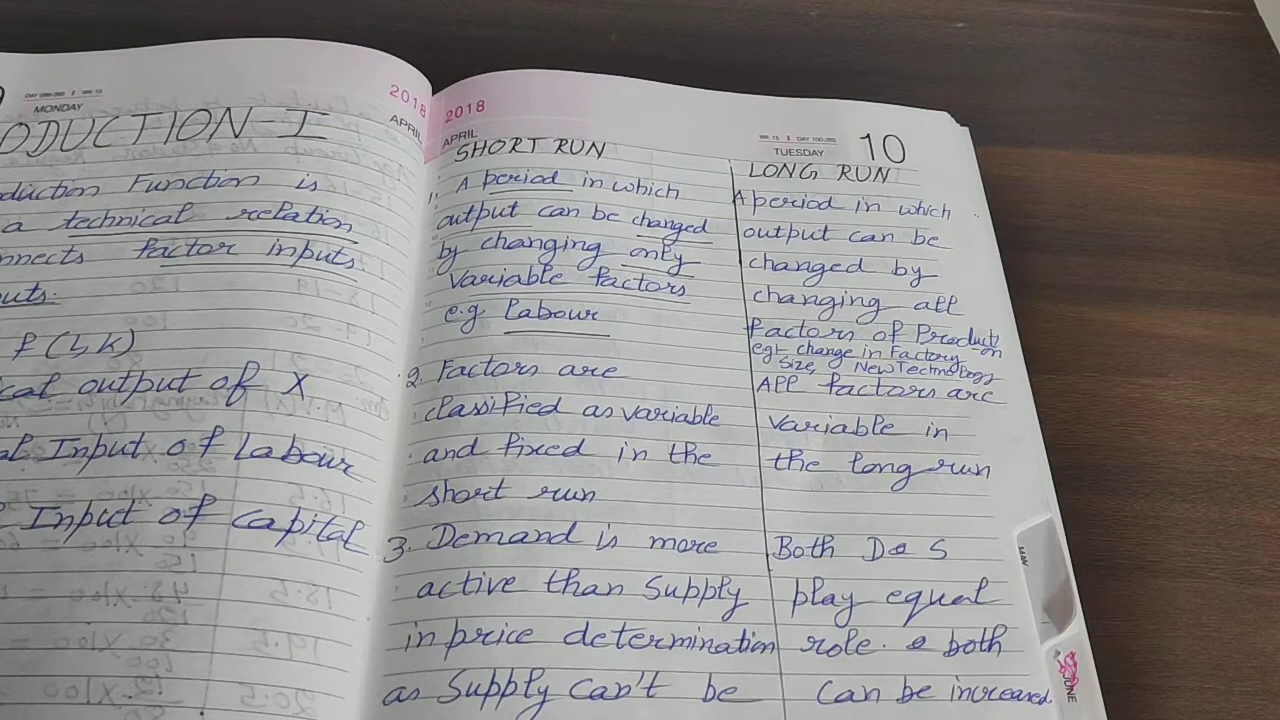 MONDAY
2018
APRIL
ODUCTION-I
duction Function is
a technical relation
nnects factor inputs
uts.
f (L, K)
cal output of X
al Input of Labour
Input of capital
2018
APRIL
TUESDAY
10
SHORT RUN
1. A period in which
output can be changed
by changing only
Variable factors
e.g Labour
2. Factors are
classified as variable
and fixed in the
short run
3. Demand is more
active than Supply
in price determination
as Supply can't be
LONG RUN
A period in which
output can be
changed by
changing all
factors of Production
eg:- change in Factory
Size, New Technology
All factors are
Variable in
the long run
Both D & S
play equal
role. both
can be increased
MAY
JUNE